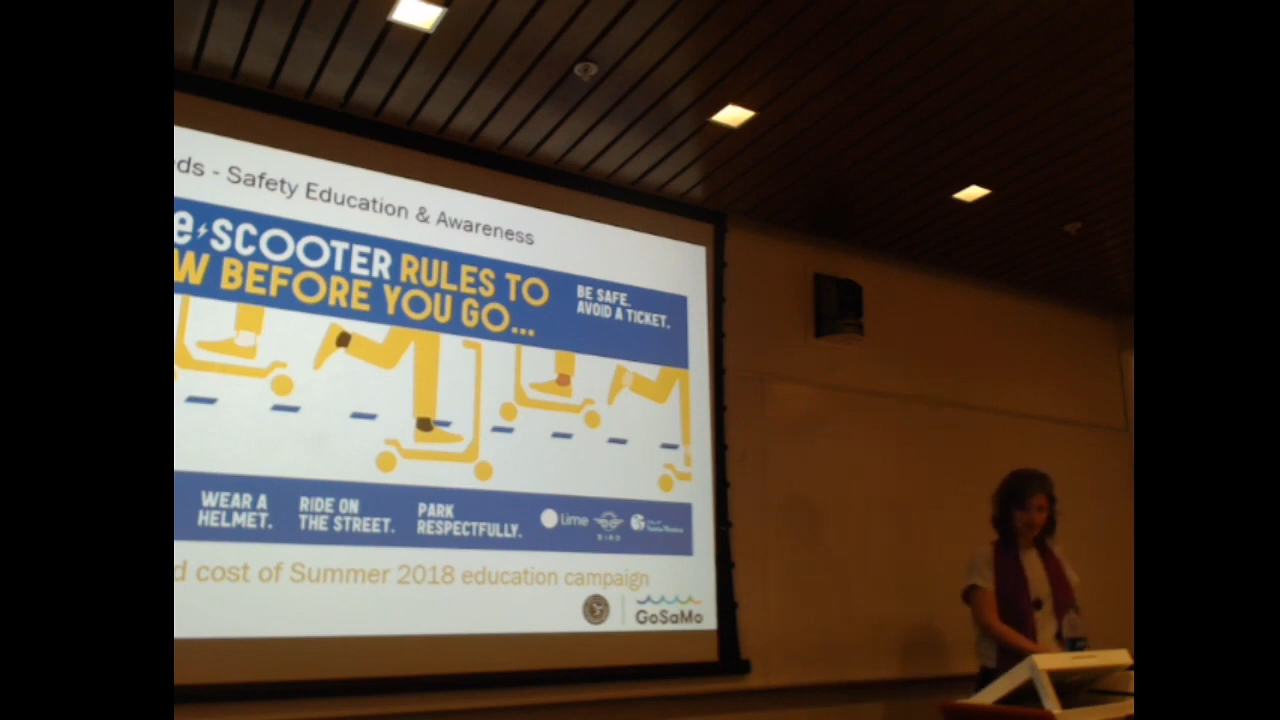 ds - Safety Education & Awareness
e SCOOTER RULES TO
W BEFORE YOU GO...
BE SAFE.
AVOID A TICKET.
WEAR A
HELMET.
RIDE ON
THE STREET.
PARK
RESPECTFULLY.
Lime
BIRD
d cost of Summer 2018 education campaign
GoSaMo